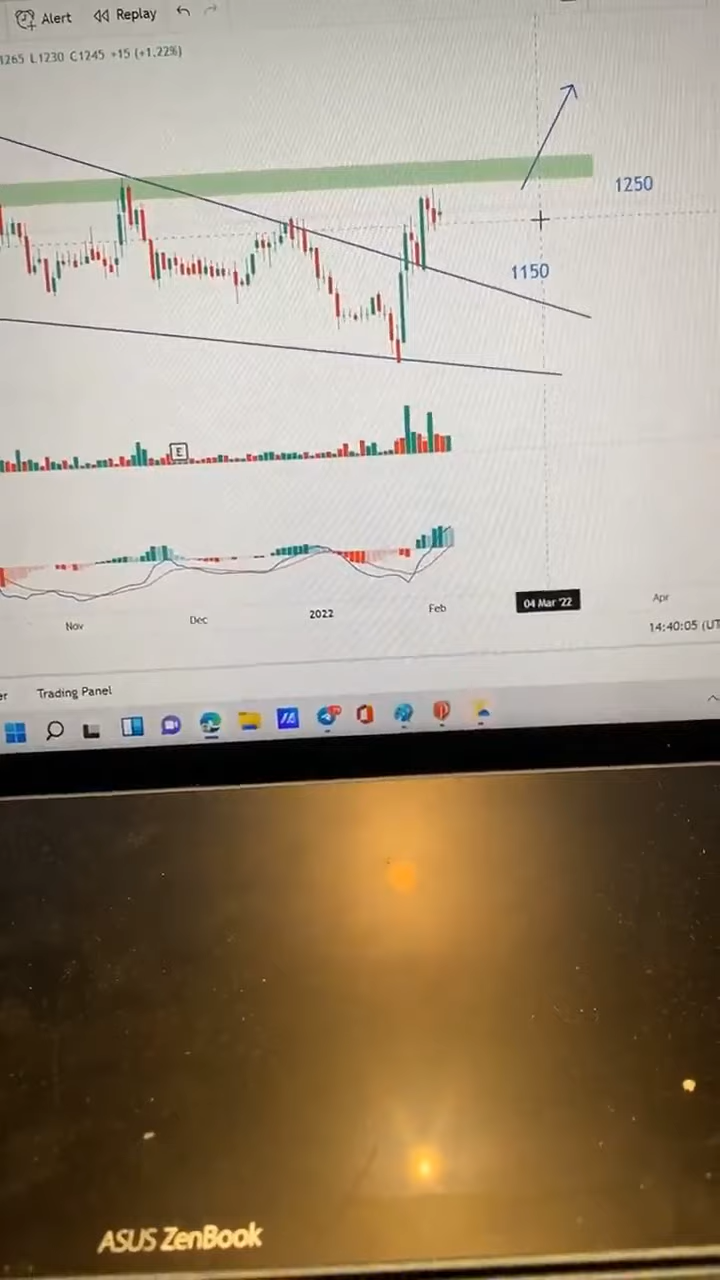 Alert Replay
1265 L1230 C1245 +15 (+1,22%)
1250
1150
E
Nov Dec 2022 Feb 04 Mar '22 Apr
14:40:05 (UT
er Trading Panel
ASUS ZenBook